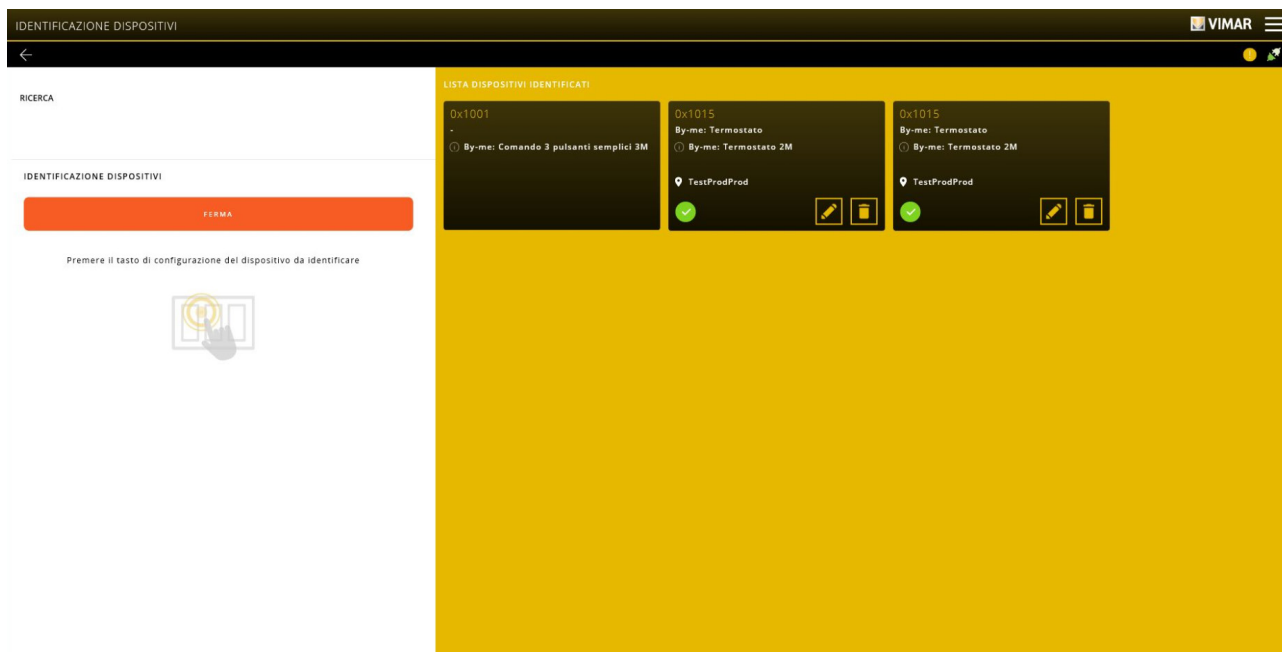 IDENTIFICAZIONE DISPOSITIVI
VIMAR
RICERCA
IDENTIFICAZIONE DISPOSITIVI
FERMA
Premere il tasto di configurazione del dispositivo da identificare
LISTA DISPOSITIVI IDENTIFICATI
0x1001
-
By-me: Comando 3 pulsanti semplici 3M
0x1015
By-me: Termostato
By-me: Termostato 2M
TestProdProd
0x1015
By-me: Termostato
By-me: Termostato 2M
TestProdProd